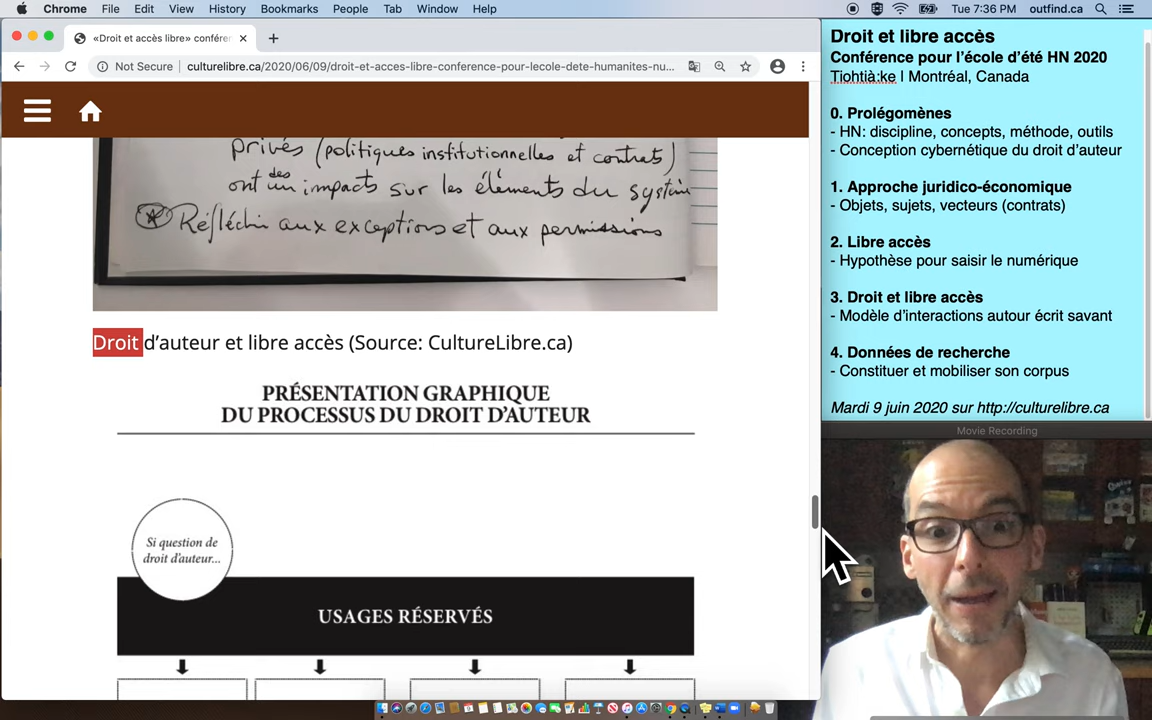 Chrome File Edit View History Bookmarks People Tab Window Help Tue 7:36 PM outfind.ca
«Droit et accès libre» conféren
Not Secure culturelibre.ca/2020/06/09/droit-et-acces-libre-conference-pour-lecole-dete-humanites-nu...
privés (politiques institutionnelles et contrats)
ont des impacts sur les éléments du système
Réfléchir aux exceptions et aux permissions
Droit d’auteur et libre accès (Source: CultureLibre.ca)
PRÉSENTATION GRAPHIQUE
DU PROCESSUS DU DROIT D’AUTEUR
Si question de
droit d’auteur...
USAGES RÉSERVÉS
Droit et libre accès
Conférence pour l’école d’été HN 2020
Tiohtià:ke I Montréal, Canada
0. Prolégomènes
- HN: discipline, concepts, méthode, outils
- Conception cybernétique du droit d’auteur
1. Approche juridico-économique
- Objets, sujets, vecteurs (contrats)
2. Libre accès
- Hypothèse pour saisir le numérique
3. Droit et libre accès
- Modèle d’interactions autour écrit savant
4. Données de recherche
- Constituer et mobiliser son corpus
Mardi 9 juin 2020 sur http://culturelibre.ca
Movie Recording